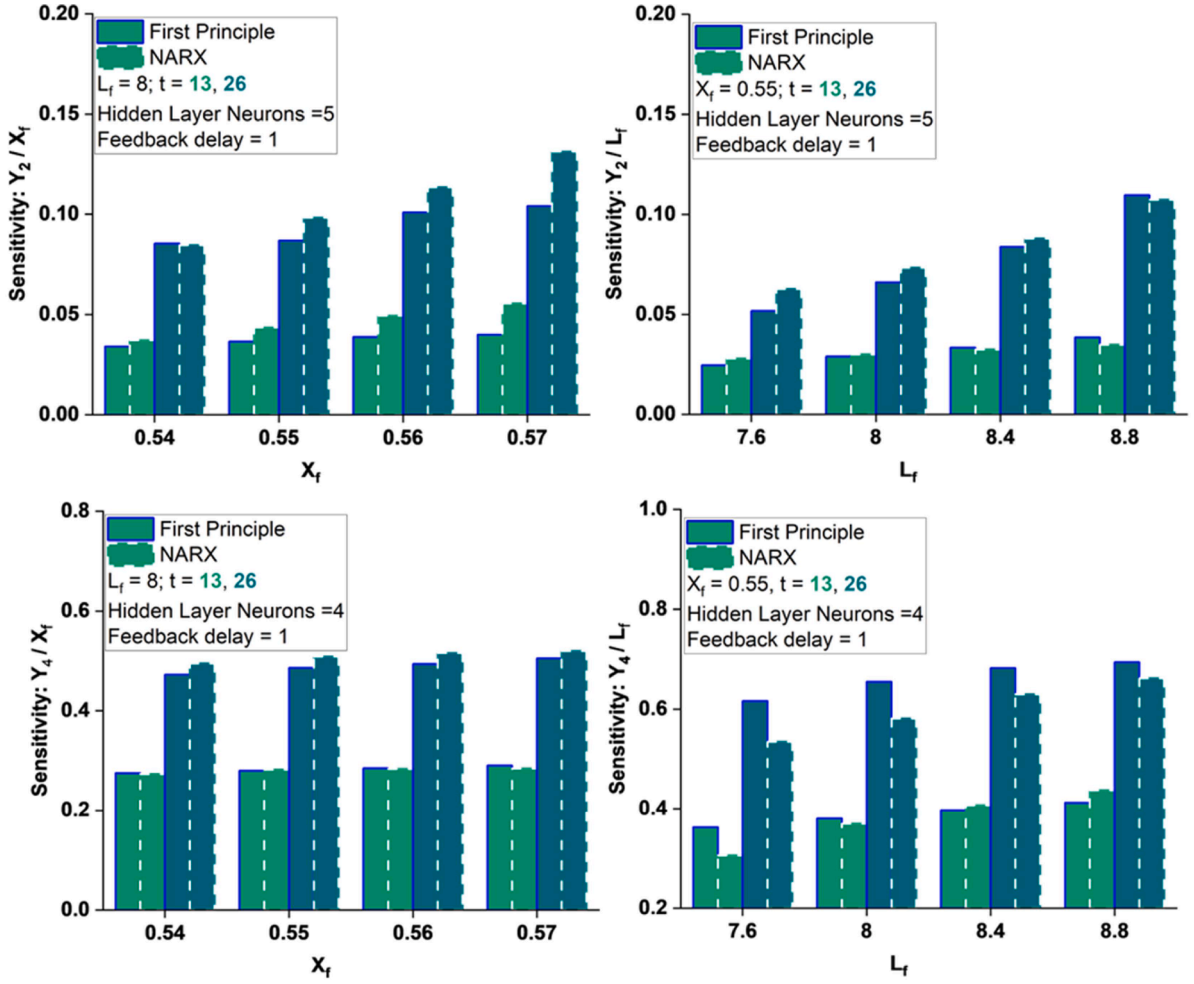 0.20
0.15
0.10
0.05
0.00
Sensitivity: Y2 / Xf
First Principle
NARX
Lf = 8; t = 13, 26
Hidden Layer Neurons =5
Feedback delay = 1
0.54 0.55 0.56 0.57
Xf
0.20
0.15
0.10
0.05
0.00
Sensitivity: Y2 / Lf
First Principle
NARX
Xf = 0.55; t = 13, 26
Hidden Layer Neurons =5
Feedback delay = 1
7.6 8 8.4 8.8
Lf
0.8
0.6
0.4
0.2
0.0
Sensitivity: Y4 / Xf
First Principle
NARX
Lf = 8; t = 13, 26
Hidden Layer Neurons =4
Feedback delay = 1
0.54 0.55 0.56 0.57
Xf
1.0
0.8
0.6
0.4
0.2
Sensitivity: Y4 / Lf
First Principle
NARX
Xf = 0.55, t = 13, 26
Hidden Layer Neurons =4
Feedback delay = 1
7.6 8 8.4 8.8
Lf